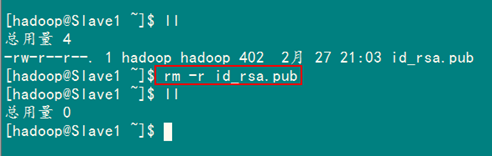 [hadoop@Slave1 ~]$ ll
总用量 4
-rw-r--r--. 1 hadoop hadoop 402 2月 27 21:03 id_rsa.pub
[hadoop@Slave1 ~]$ rm -r id_rsa.pub
[hadoop@Slave1 ~]$ ll
总用量 0
[hadoop@Slave1 ~]$